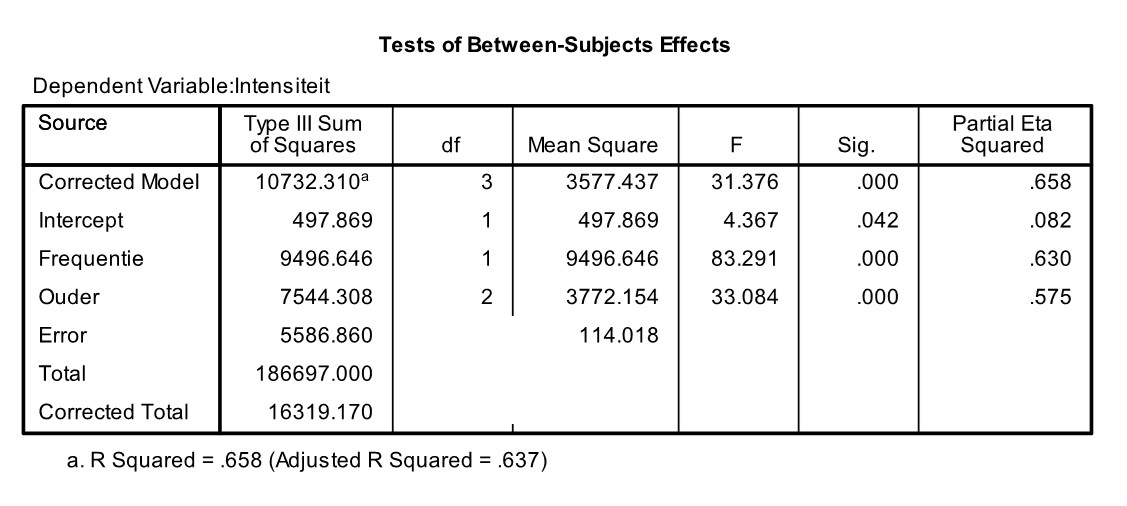 Tests of Between-Subjects Effects
Dependent Variable:Intensiteit
Source Type III Sum of Squares df Mean Square F Sig. Partial Eta Squared
Corrected Model 10732.310a 3 3577.437 31.376 .000 .658
Intercept 497.869 1 497.869 4.367 .042 .082
Frequentie 9496.646 1 9496.646 83.291 .000 .630
Ouder 7544.308 2 3772.154 33.084 .000 .575
Error 5586.860 114.018
Total 186697.000
Corrected Total 16319.170
a. R Squared = .658 (Adjusted R Squared = .637)